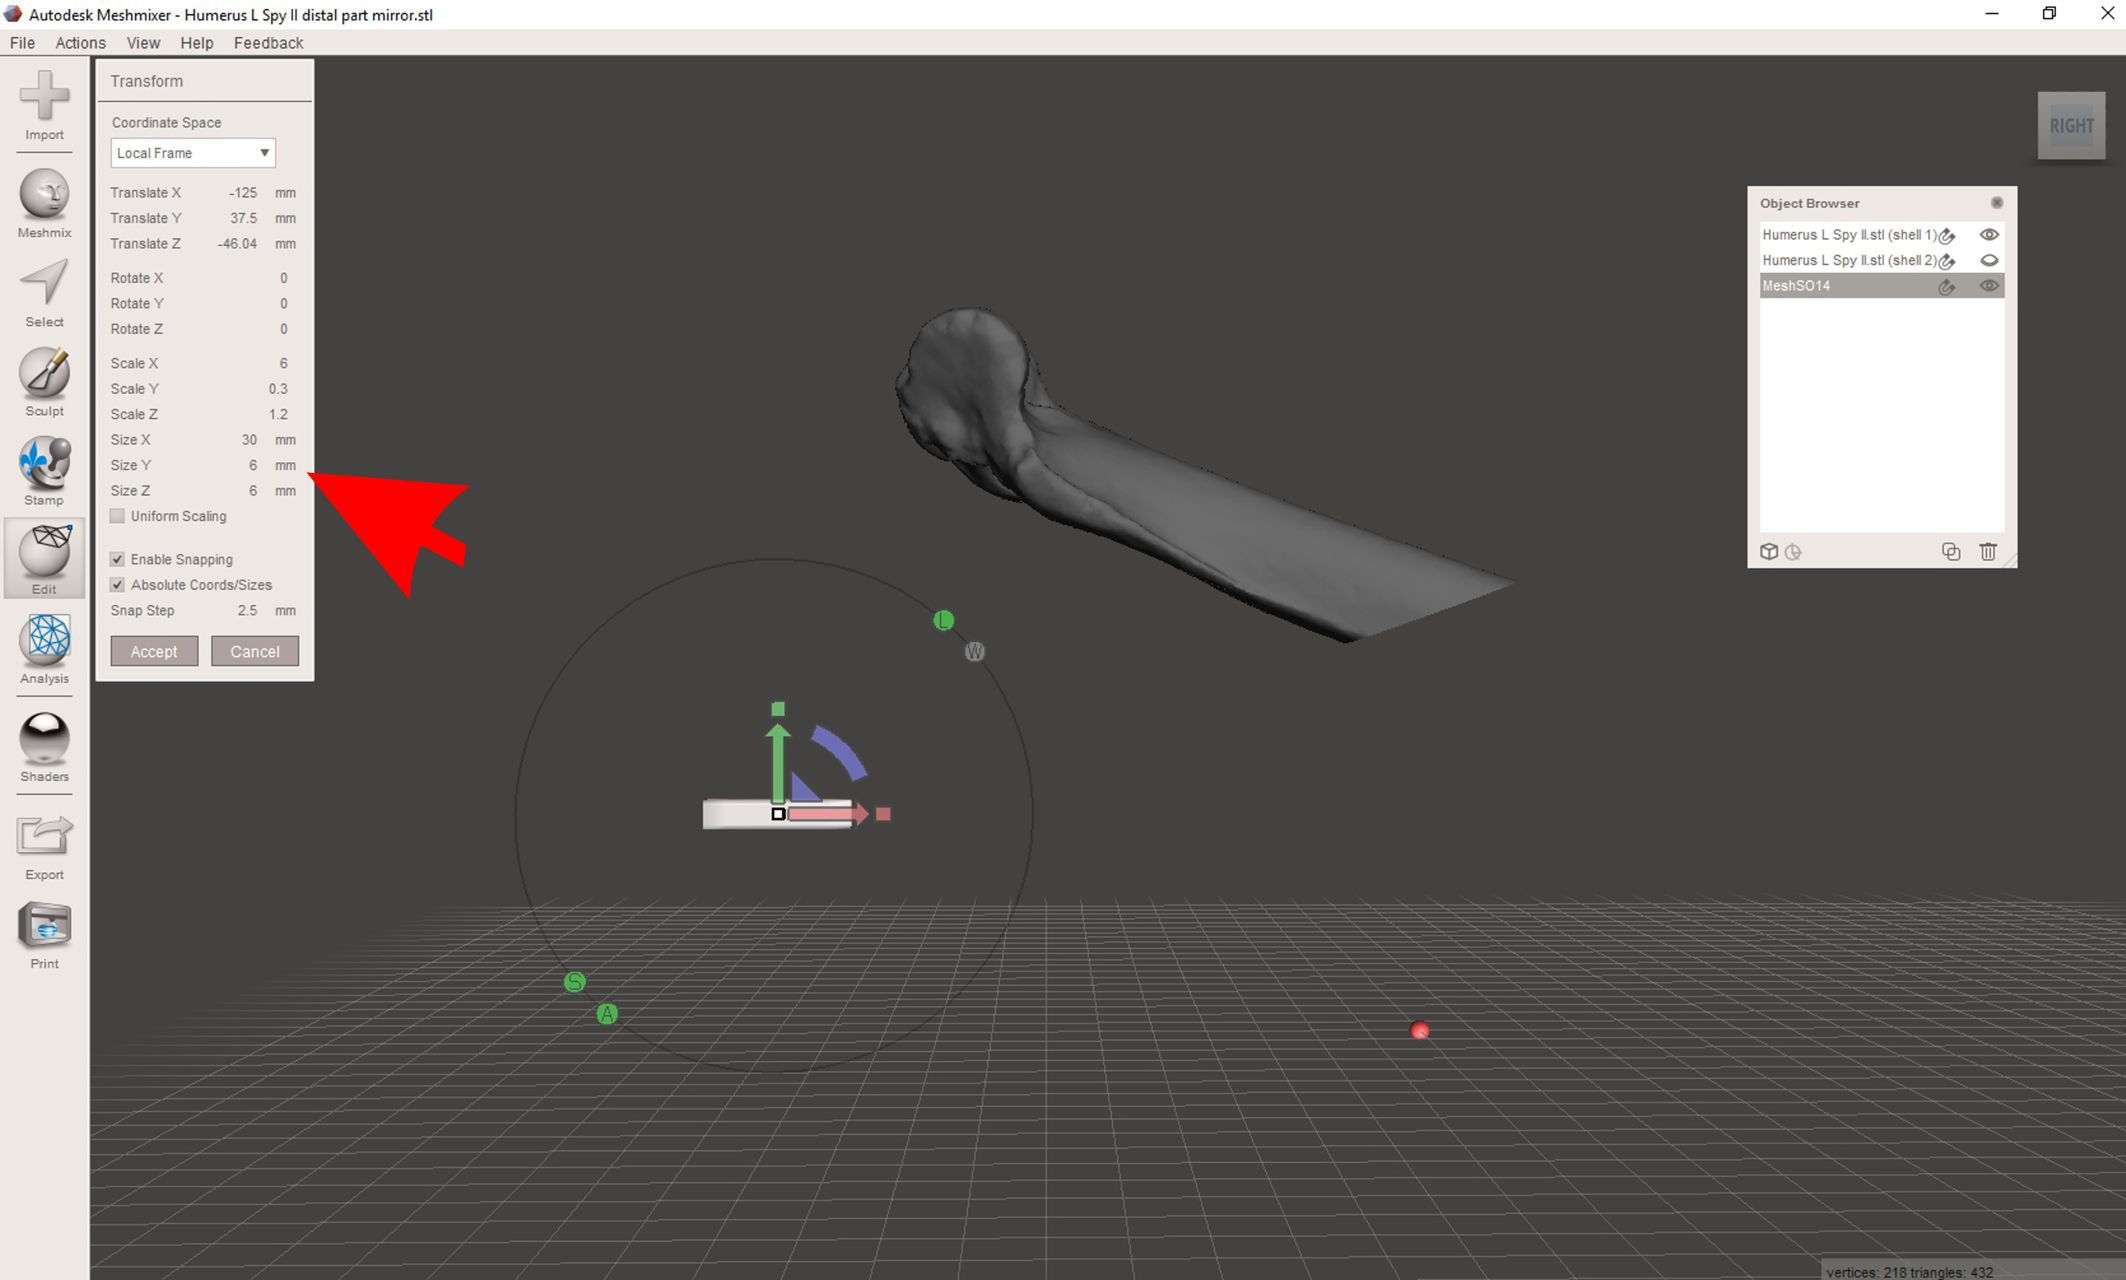 Autodesk Meshmixer - Humerus L Spy II distal part mirror.stl
File Actions View Help Feedback
Import
Meshmix
Select
Sculpt
Stamp
Edit
Analysis
Shaders
Export
Print
Transform
Coordinate Space
Local Frame
Translate X -125 mm
Translate Y 37.5 mm
Translate Z -46.04 mm
Rotate X 0
Rotate Y 0
Rotate Z 0
Scale X 6
Scale Y 0.3
Scale Z 1.2
Size X 30 mm
Size Y 6 mm
Size Z 6 mm
Uniform Scaling
Enable Snapping
Absolute Coords/Sizes
Snap Step 2.5 mm
Accept Cancel
L
W
S
A
RIGHT
Object Browser
Humerus L Spy II.stl (shell 1)
Humerus L Spy II.stl (shell 2)
MeshSO14
vertices: 218 triangles: 432